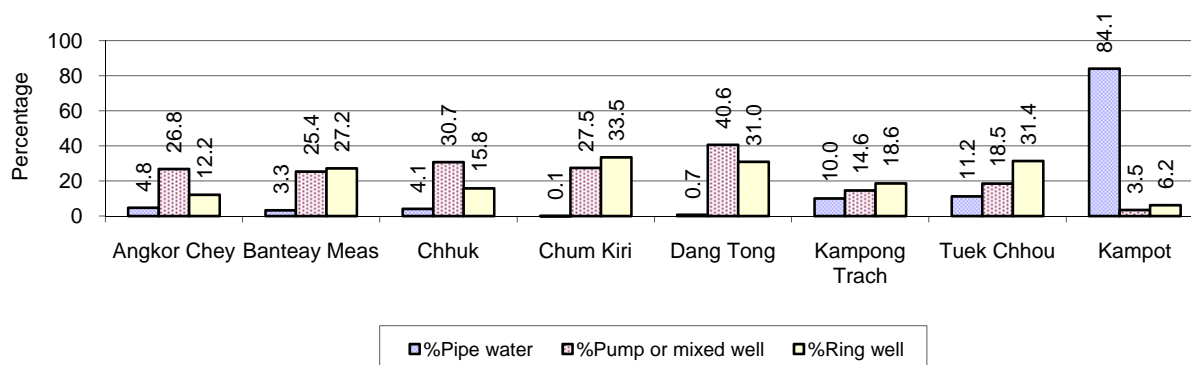 Percentage
100
80
60
40
20
0
4.8 26.8 12.2
3.3 25.4 27.2
4.1 30.7 15.8
0.1 27.5 33.5
0.7 40.6 31.0
10.0 14.6 18.6
11.2 18.5 31.4
84.1 3.5 6.2
Angkor Chey Banteay Meas Chhuk Chum Kiri Dang Tong Kampong Tuek Chhou Kampot
Trach
%Pipe water %Pump or mixed well %Ring well